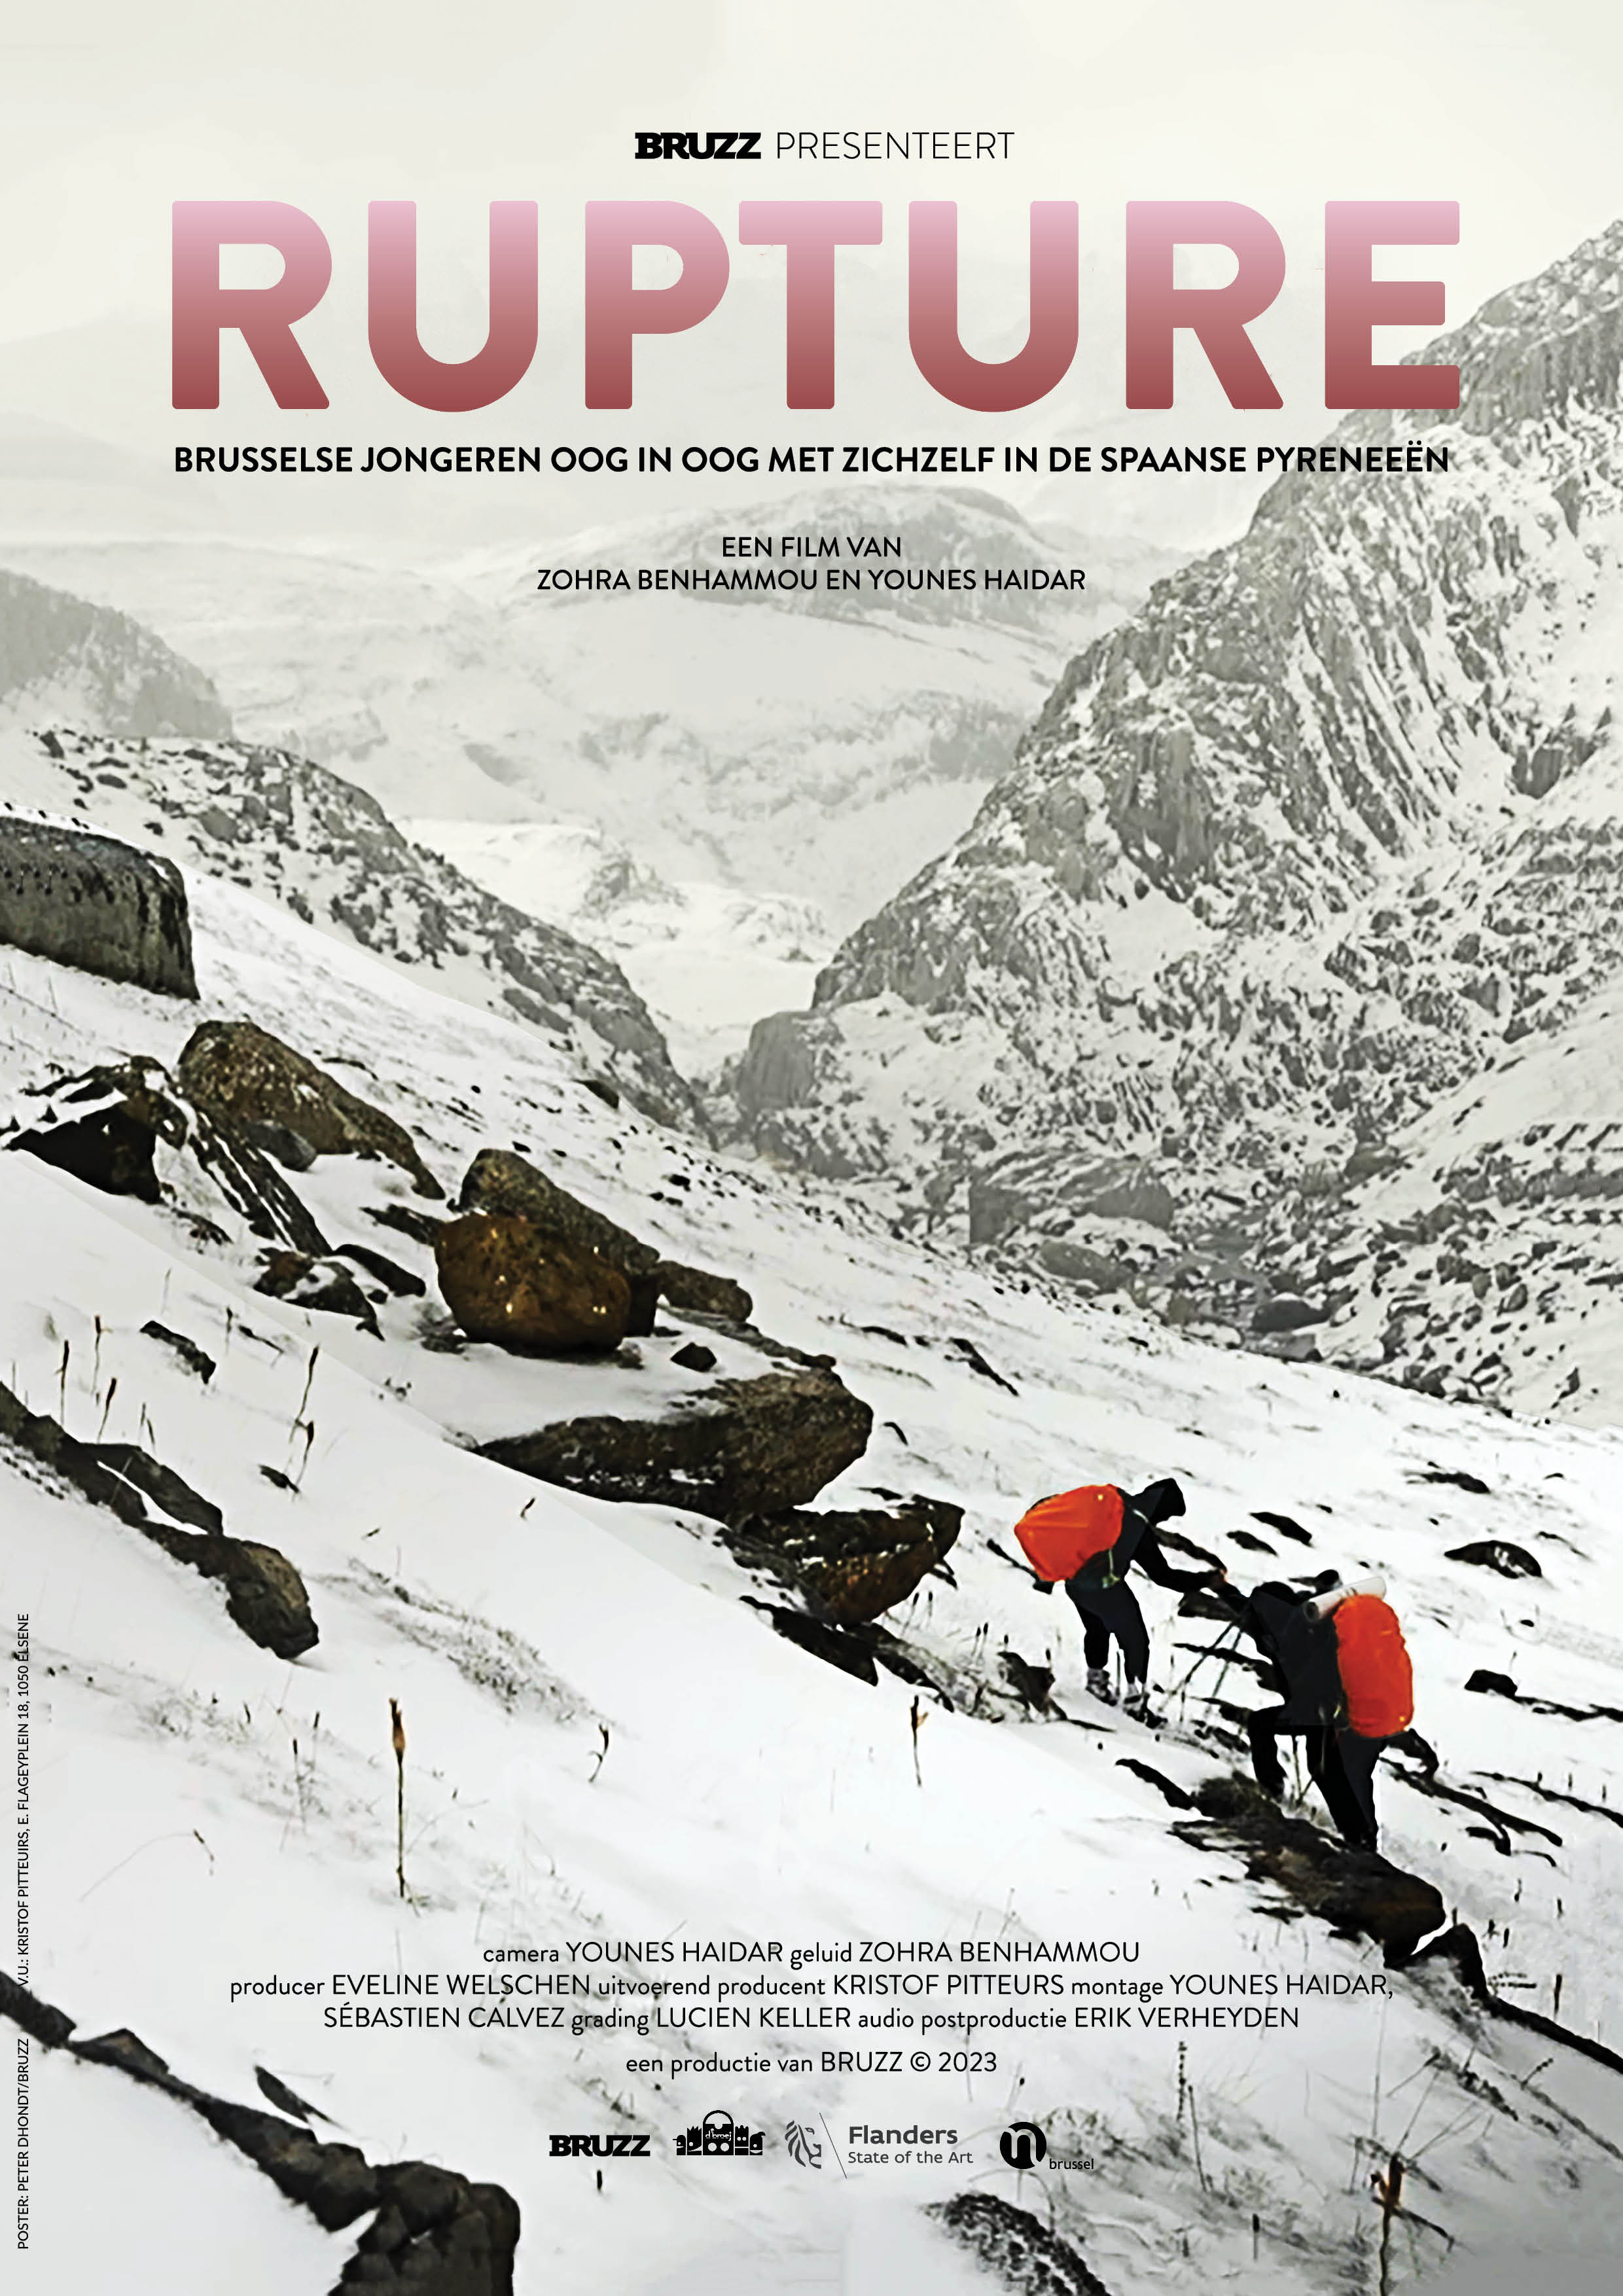 BRUZZ PRESENTEERT
RUPTURE
BRUSSELSE JONGEREN OOG IN OOG MET ZICHZELF IN DE SPAANSE PYRENEEËN
EEN FILM VAN
ZOHRA BENHAMMOU EN YOUNES HAIDAR
camera YOUNES HAIDAR geluid ZOHRA BENHAMMOU
producer EVELINE WELSCHEN uitvoerend producent KRISTOF PITTEURS montage YOUNES HAIDAR,
SÉBASTIEN CALVEZ grading LUCIEN KELLER audio postproductie ERIK VERHEYDEN
een productie van BRUZZ © 2023
BRUZZ
d'broej
Flanders
State of the Art
n brussel
POSTER: PETER DHONDT/BRUZZ V.U.: KRISTOF PITTEUIRS, E. FLAGEYPLEIN 18, 1050 ELSENE